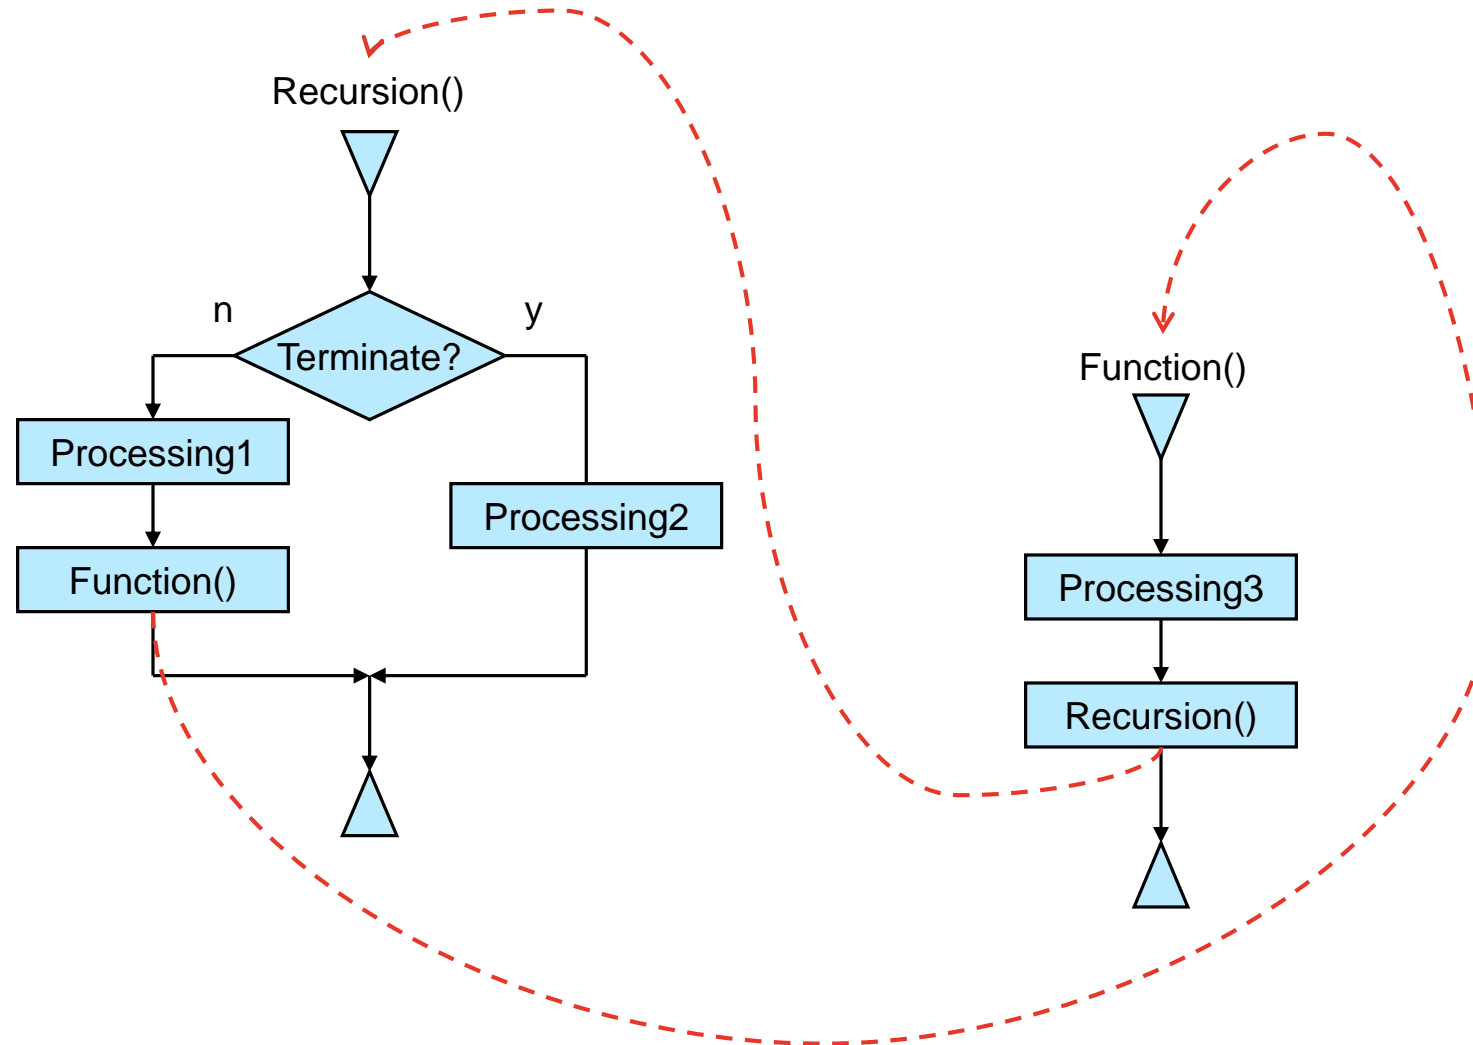 Recursion()
n
y
Terminate?
Processing1
Processing2
Function()
Function()
Processing3
Recursion()